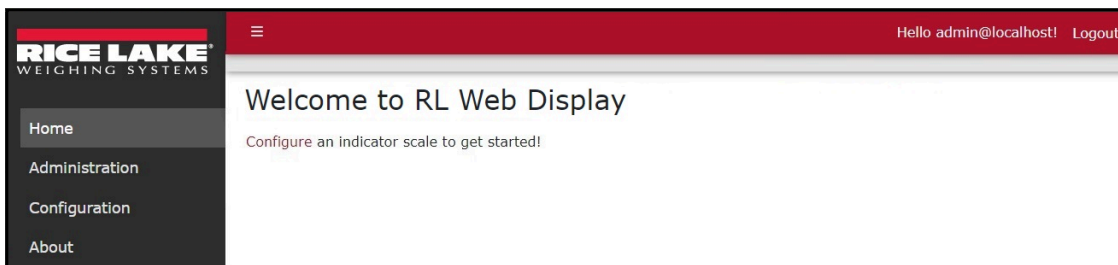 RICE LAKE®
WEIGHING SYSTEMS
☰
Hello admin@localhost! Logout
Home
Administration
Configuration
About
Welcome to RL Web Display
Configure an indicator scale to get started!